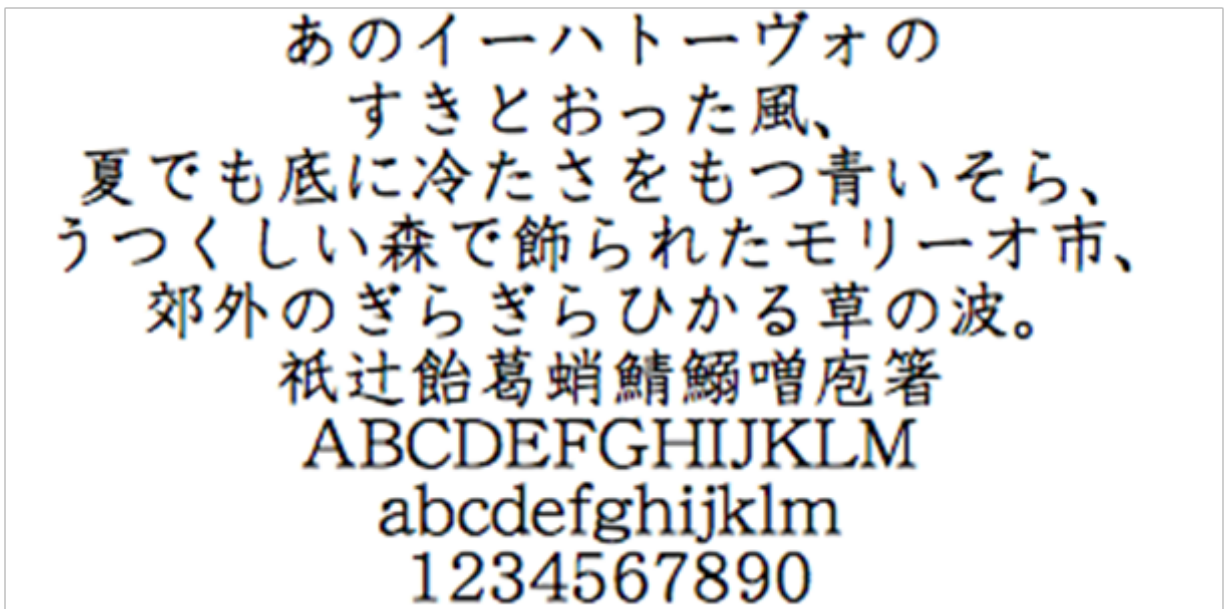 あのイーハトーヴォの
すきとおった風、
夏でも底に冷たさをもつ青いそら、
うつくしい森で飾られたモリーオ市、
郊外のぎらぎらひかる草の波。
祇辻飴葛蛸鯖鰯噌庖箸
ABCDEFGHIJKLM
abcdefghijklm
1234567890